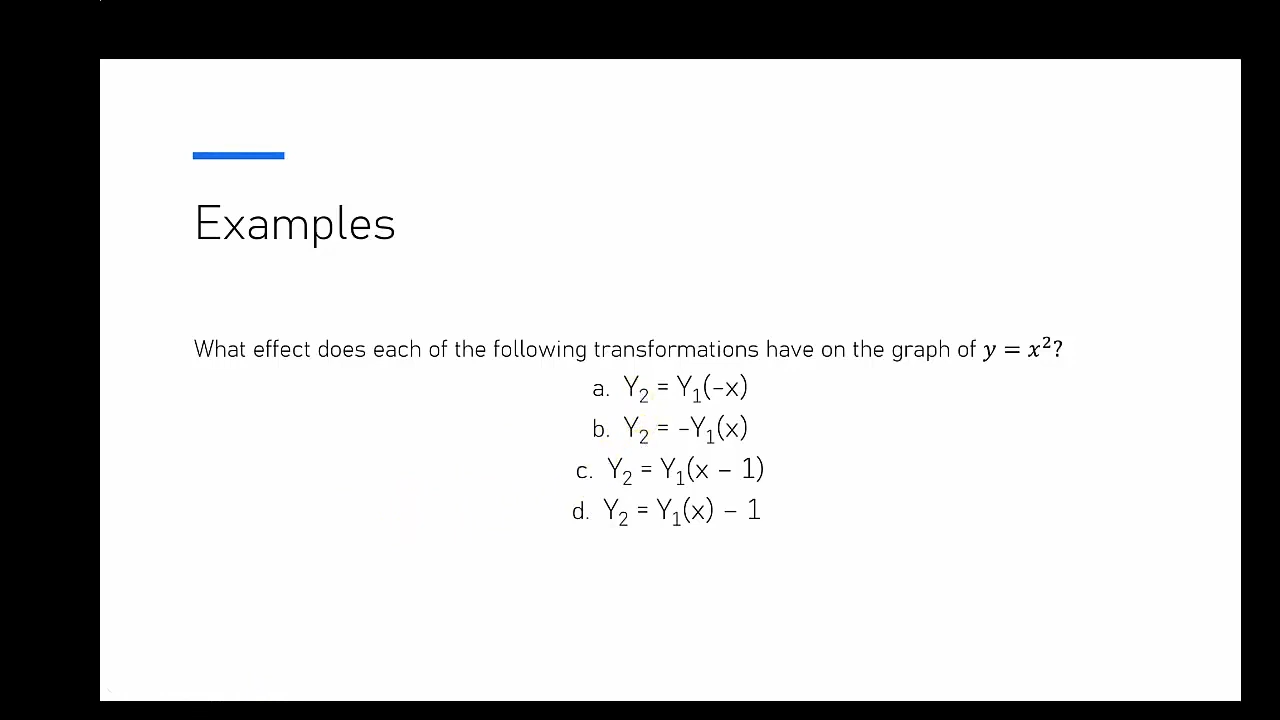 Examples
What effect does each of the following transformations have on the graph of y = x²?
a. Y₂ = Y₁(-x)
b. Y₂ = -Y₁(x)
c. Y₂ = Y₁(x – 1)
d. Y₂ = Y₁(x) – 1